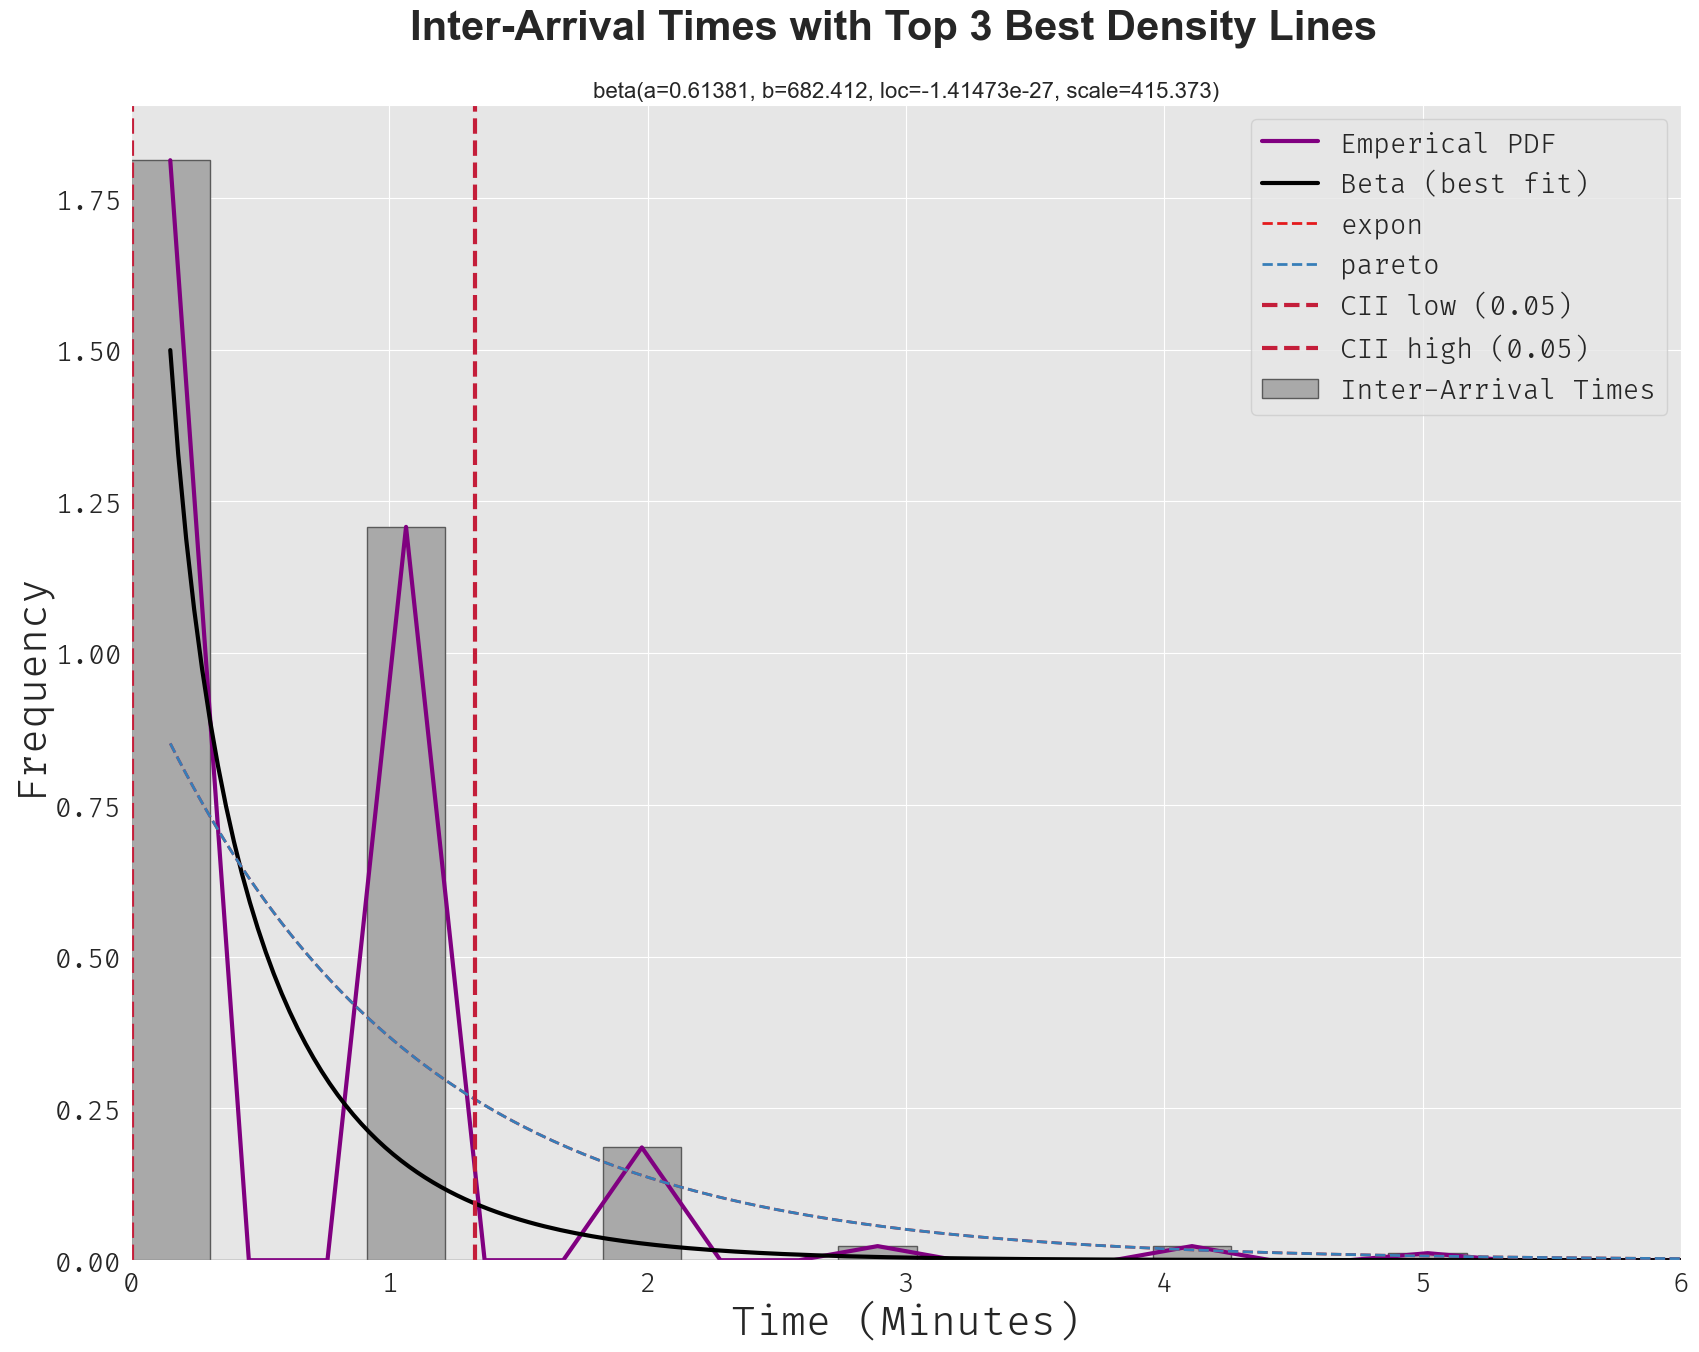 Inter-Arrival Times with Top 3 Best Density Lines
beta(a=0.61381, b=682.412, loc=-1.41473e-27, scale=415.373)
Emperical PDF
Beta (best fit)
expon
pareto
CII low (0.05)
CII high (0.05)
Inter-Arrival Times
Frequency
1.75
1.50
1.25
1.00
0.75
0.50
0.25
0.00
0 1 2 3 4 5 6
Time (Minutes)